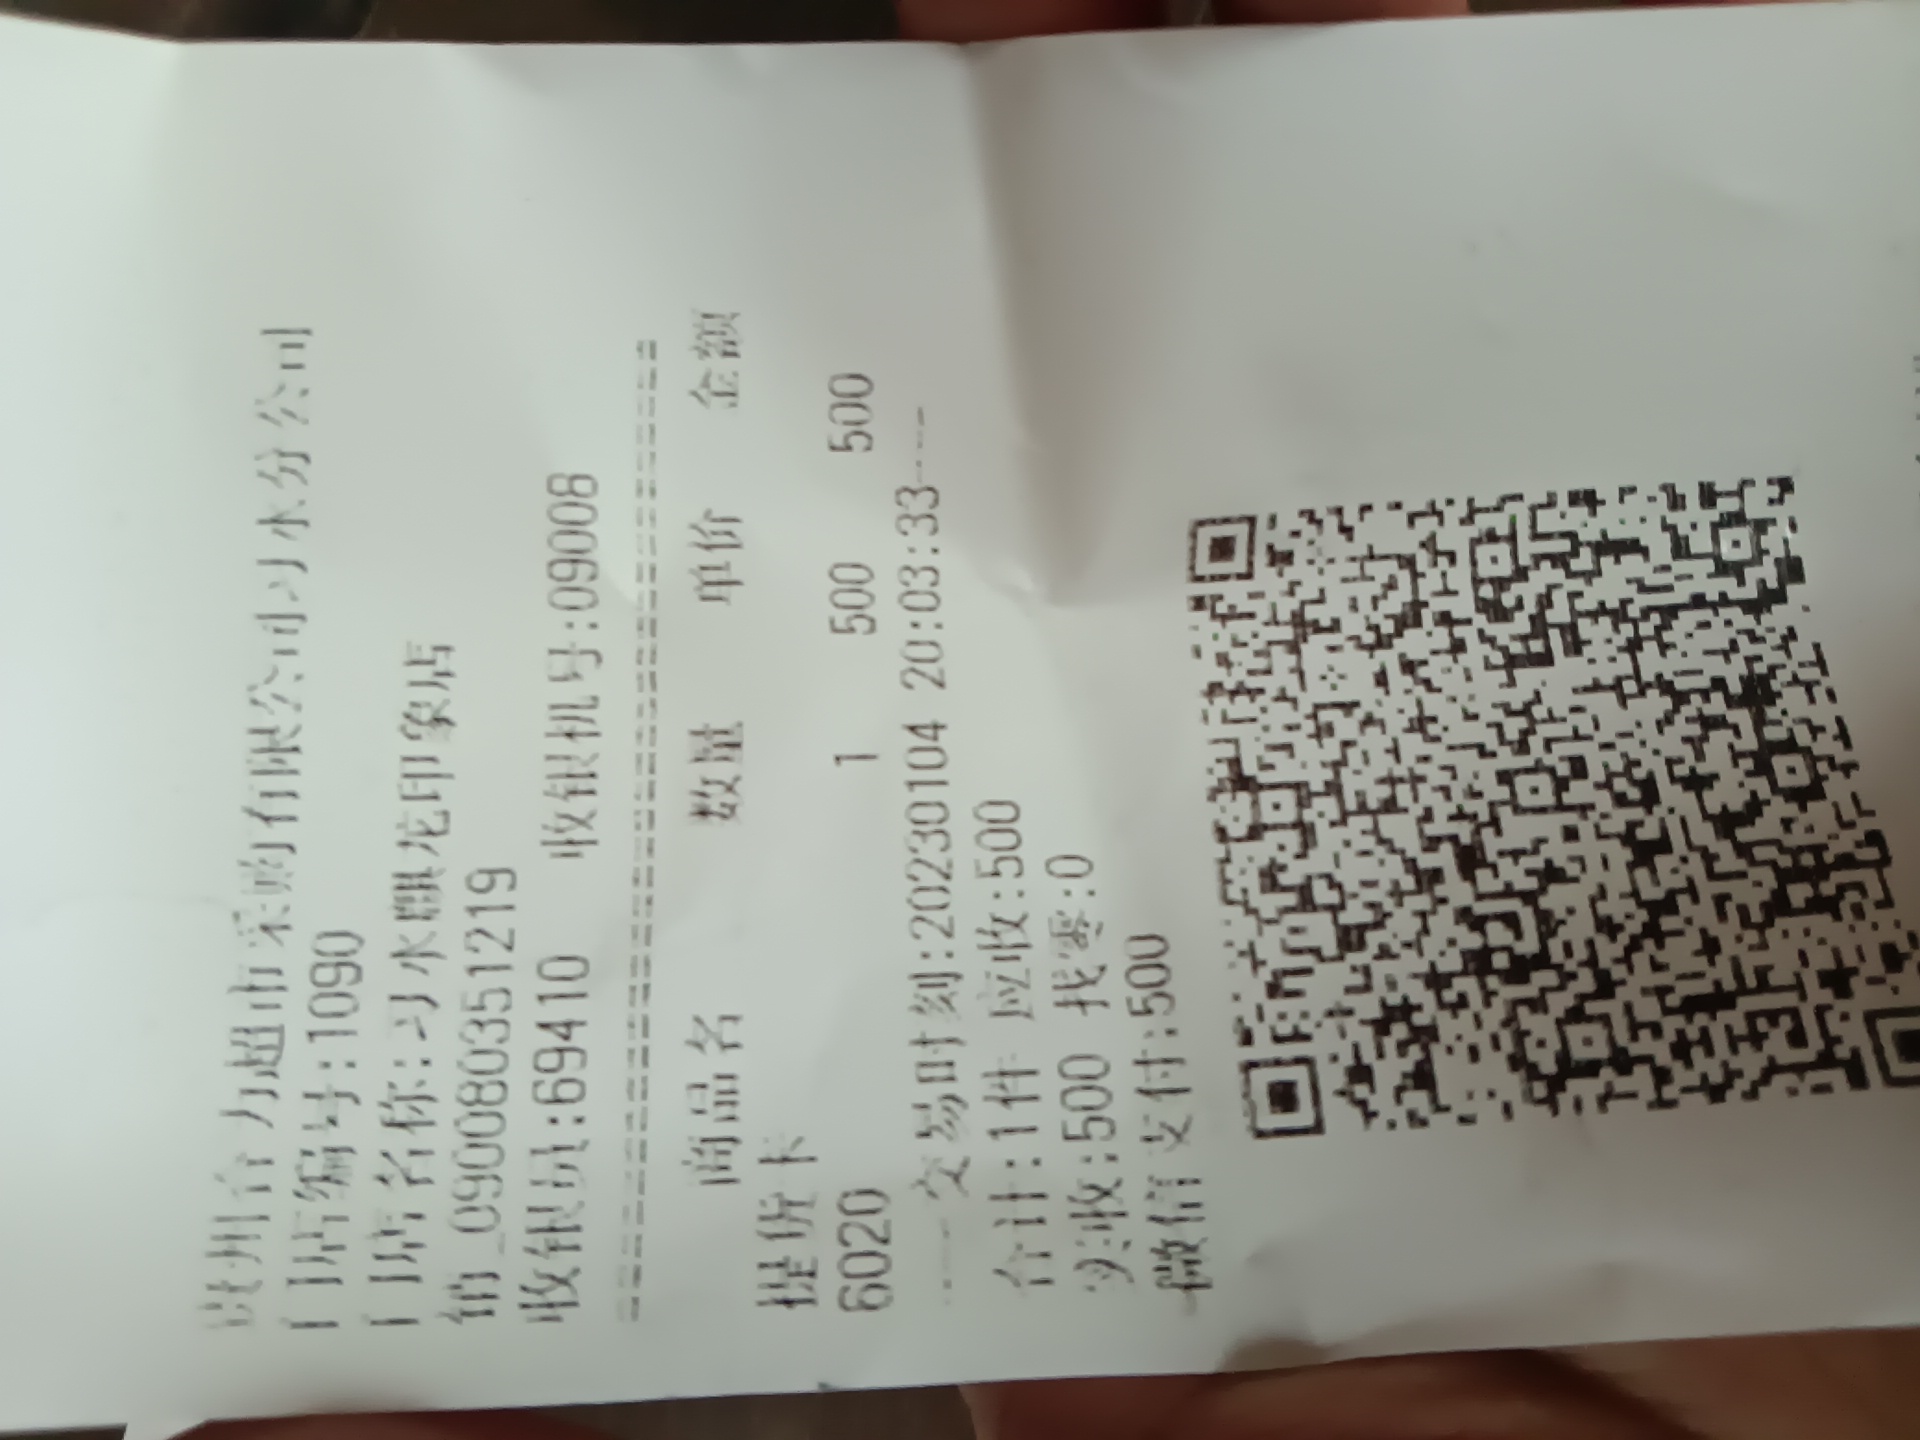 贵州合力超市采购有限公司习水分公司
门店编号:1090
门店名称:习水麒龙印象店
销_0900803512​19
收银员:69410 收银机号:09008
商品名 数量 单价 金额
提货卡
6020 1 500 500
交易时刻:20230104 20:03:33
合计:1件 应收:500
实收:500 找零:0
微信支付:500